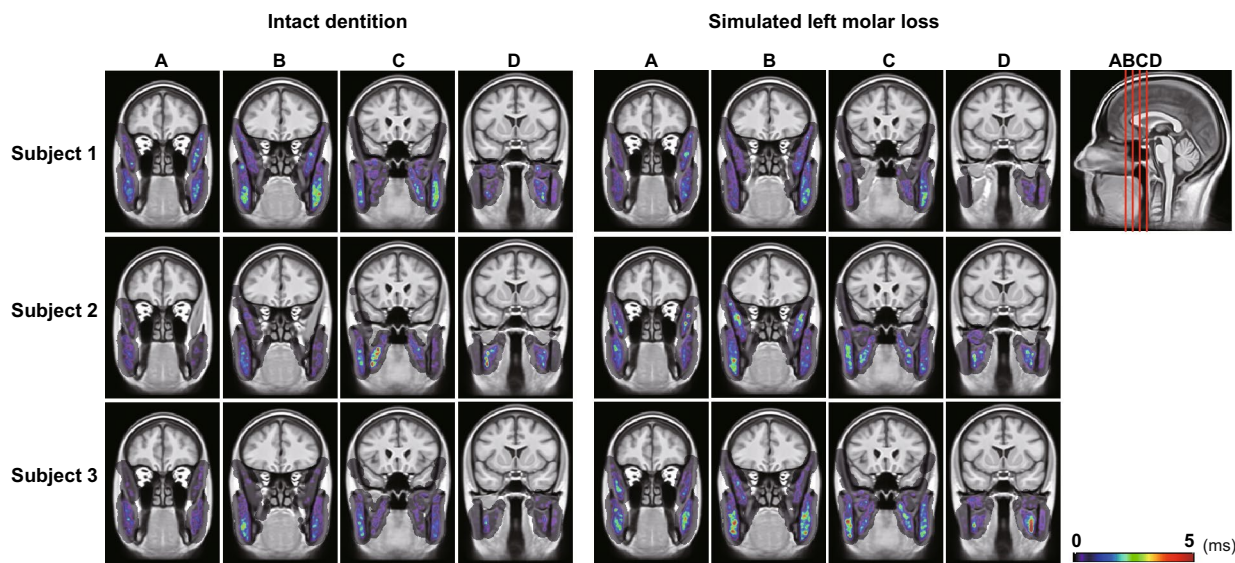 Intact dentition
Simulated left molar loss
A B C D
A B C D
ABCD
Subject 1
Subject 2
Subject 3
0 5 (ms)